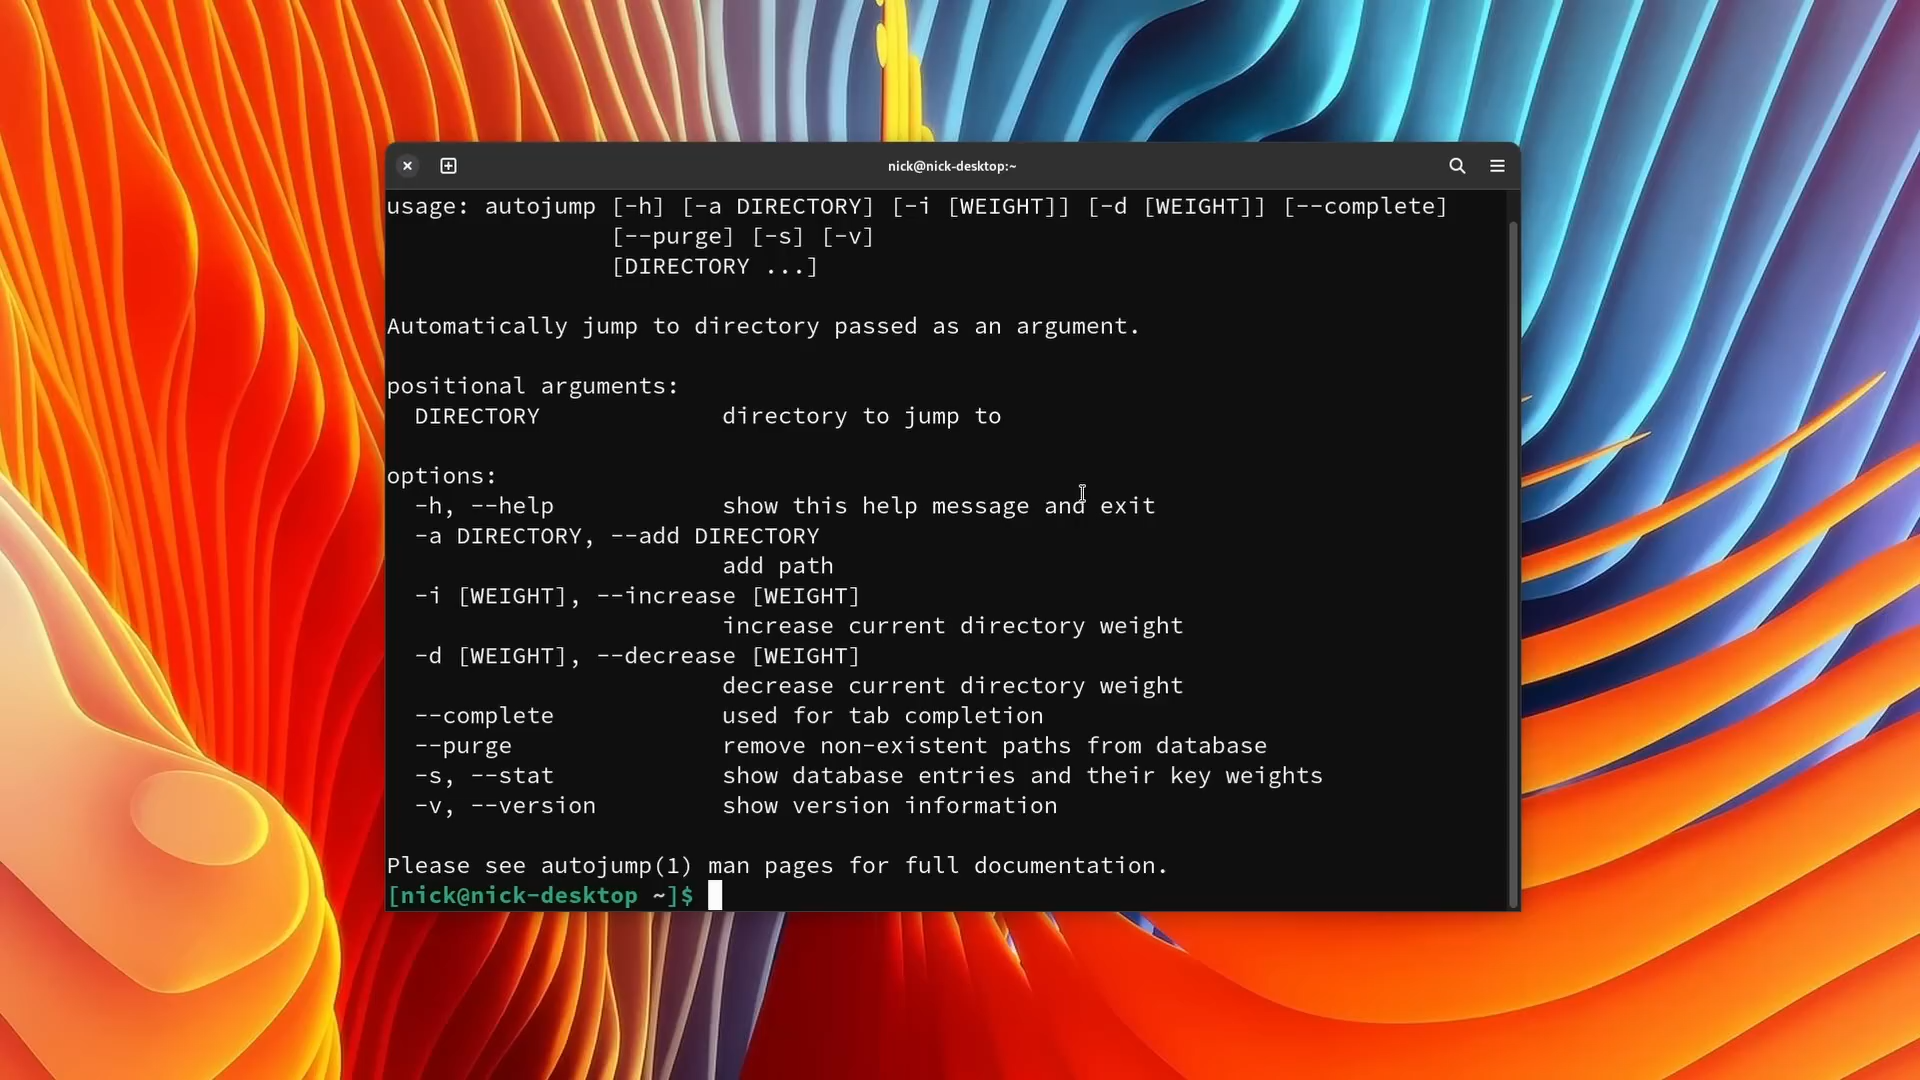 nick@nick-desktop:~
usage: autojump [-h] [-a DIRECTORY] [-i [WEIGHT]] [-d [WEIGHT]] [--complete]
[--purge] [-s] [-v]
[DIRECTORY ...]
Automatically jump to directory passed as an argument.
positional arguments:
DIRECTORY directory to jump to
options:
-h, --help show this help message and exit
-a DIRECTORY, --add DIRECTORY
add path
-i [WEIGHT], --increase [WEIGHT]
increase current directory weight
-d [WEIGHT], --decrease [WEIGHT]
decrease current directory weight
--complete used for tab completion
--purge remove non-existent paths from database
-s, --stat show database entries and their key weights
-v, --version show version information
Please see autojump(1) man pages for full documentation.
[nick@nick-desktop ~]$